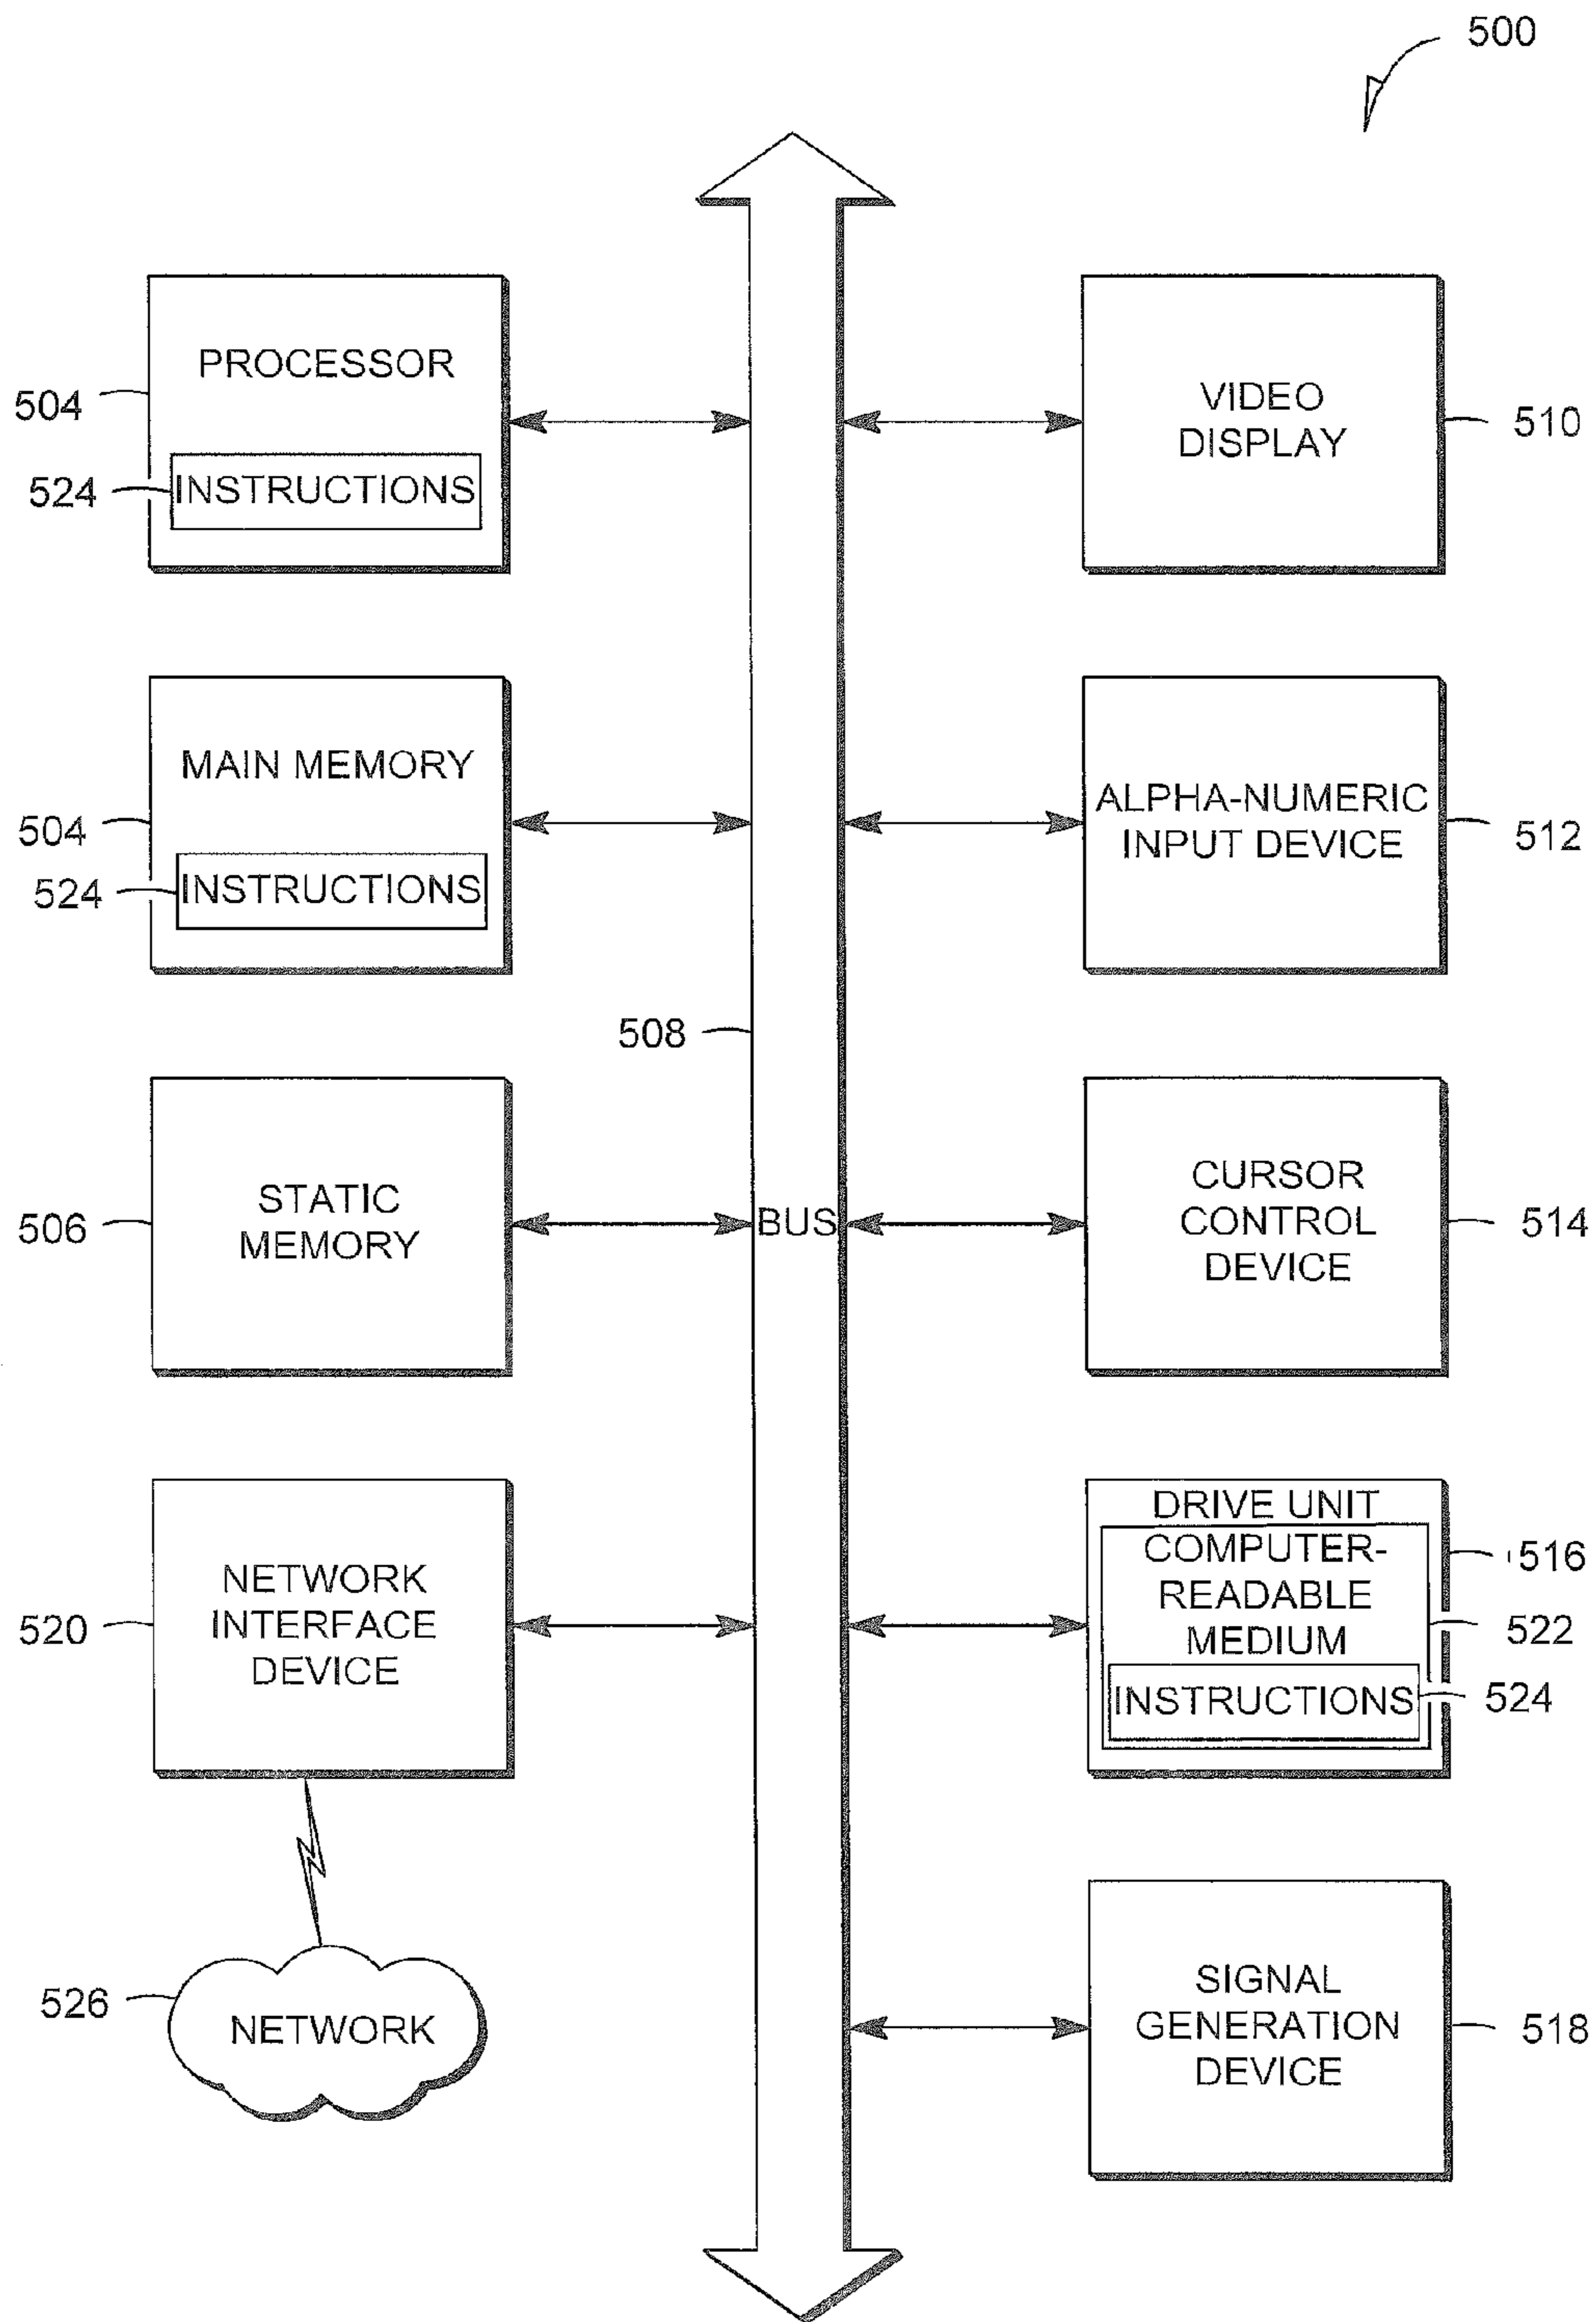 500
PROCESSOR
504
524
INSTRUCTIONS
VIDEO
DISPLAY
510
MAIN MEMORY
504
524
INSTRUCTIONS
ALPHA-NUMERIC
INPUT DEVICE
512
508
STATIC
MEMORY
506
BUS
CURSOR
CONTROL
DEVICE
514
NETWORK
INTERFACE
DEVICE
520
DRIVE UNIT
COMPUTER-
READABLE
MEDIUM
516
522
INSTRUCTIONS
524
526
NETWORK
SIGNAL
GENERATION
DEVICE
518